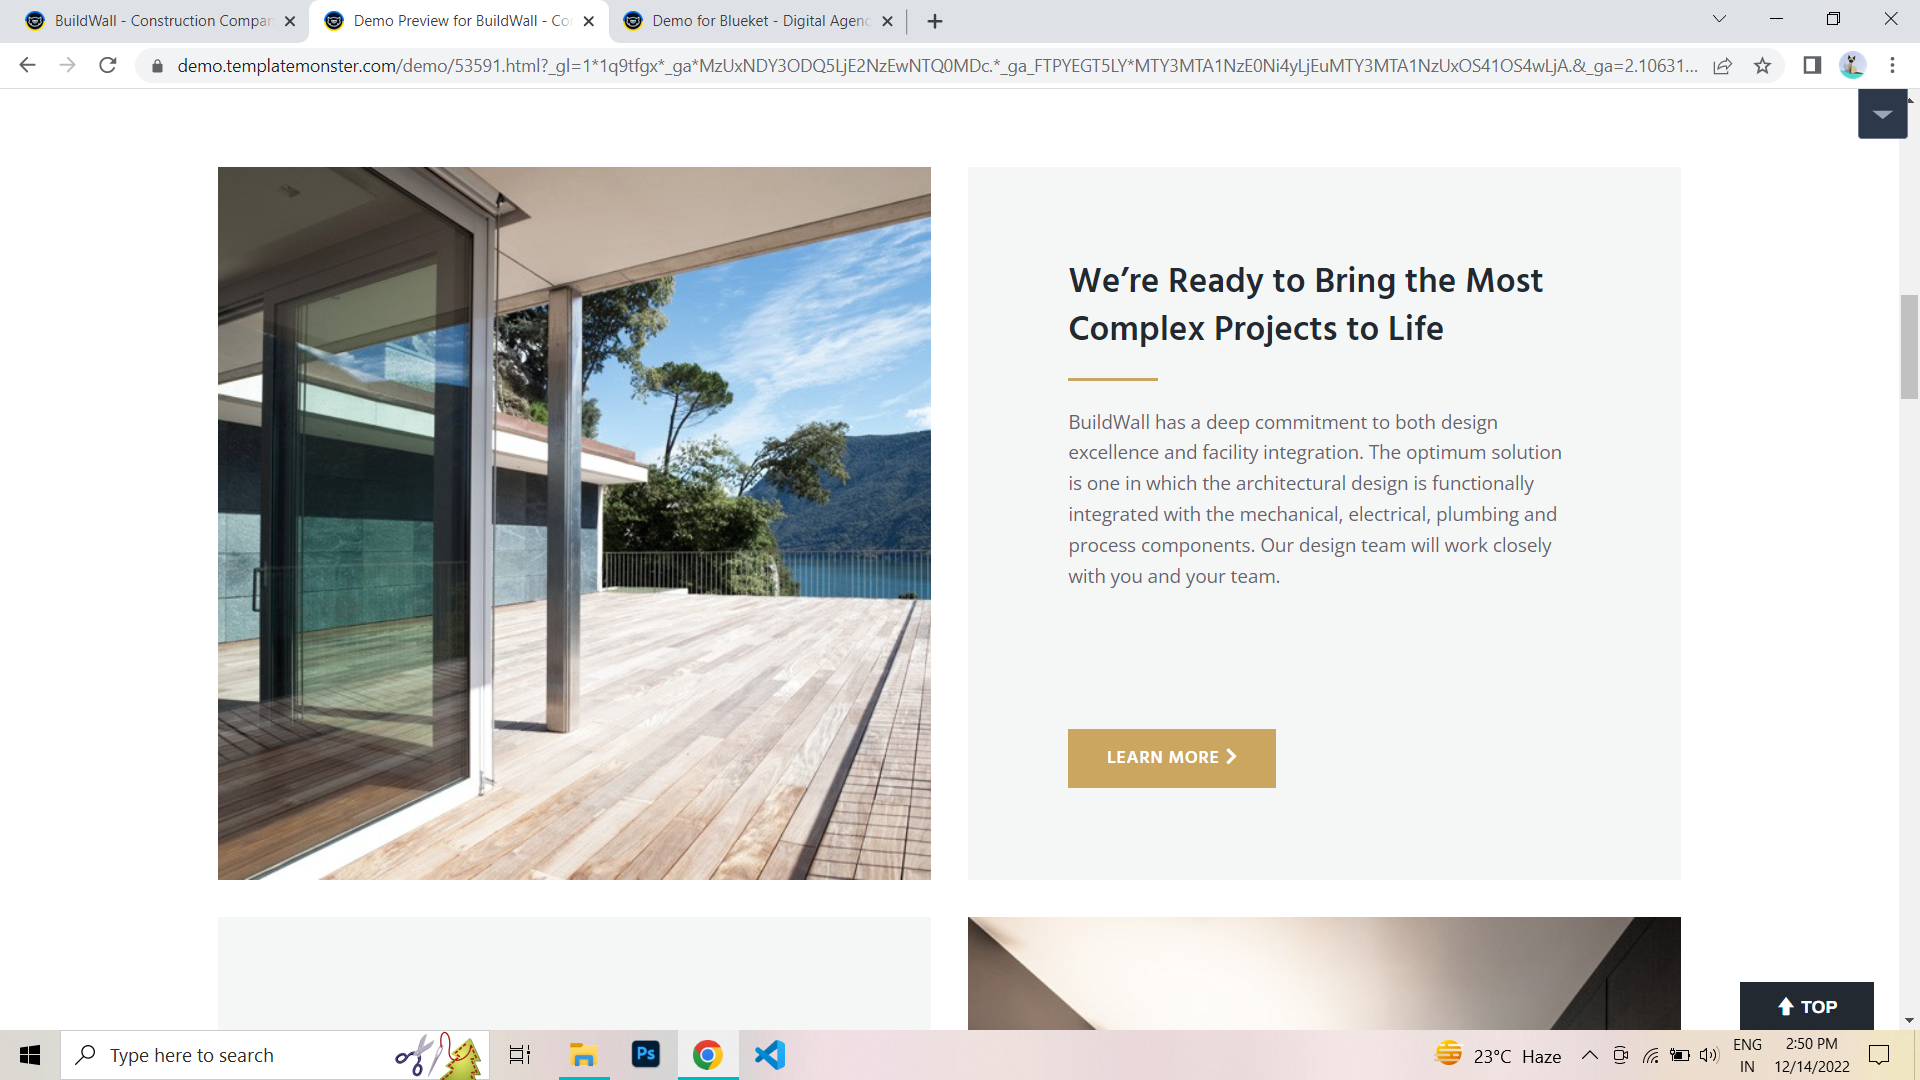 BuildWall - Construction Compan
Demo Preview for BuildWall - Co
Demo for Blueket - Digital Agenc
demo.templatemonster.com/demo/53591.html?_gl=1*1q9tfgx*_ga*MzUxNDY3ODQ5LjE2NzEwNTQ0MDc.*_ga_FTPYEGT5LY*MTY3MTA1NzE0Ni4yLjEuMTY3MTA1NzUxOS41OS4wLjA.&_ga=2.10631...
We’re Ready to Bring the Most
Complex Projects to Life
BuildWall has a deep commitment to both design
excellence and facility integration. The optimum solution
is one in which the architectural design is functionally
integrated with the mechanical, electrical, plumbing and
process components. Our design team will work closely
with you and your team.
LEARN MORE
TOP
Type here to search
Ps
23°C Haze
ENG
IN
2:50 PM
12/14/2022